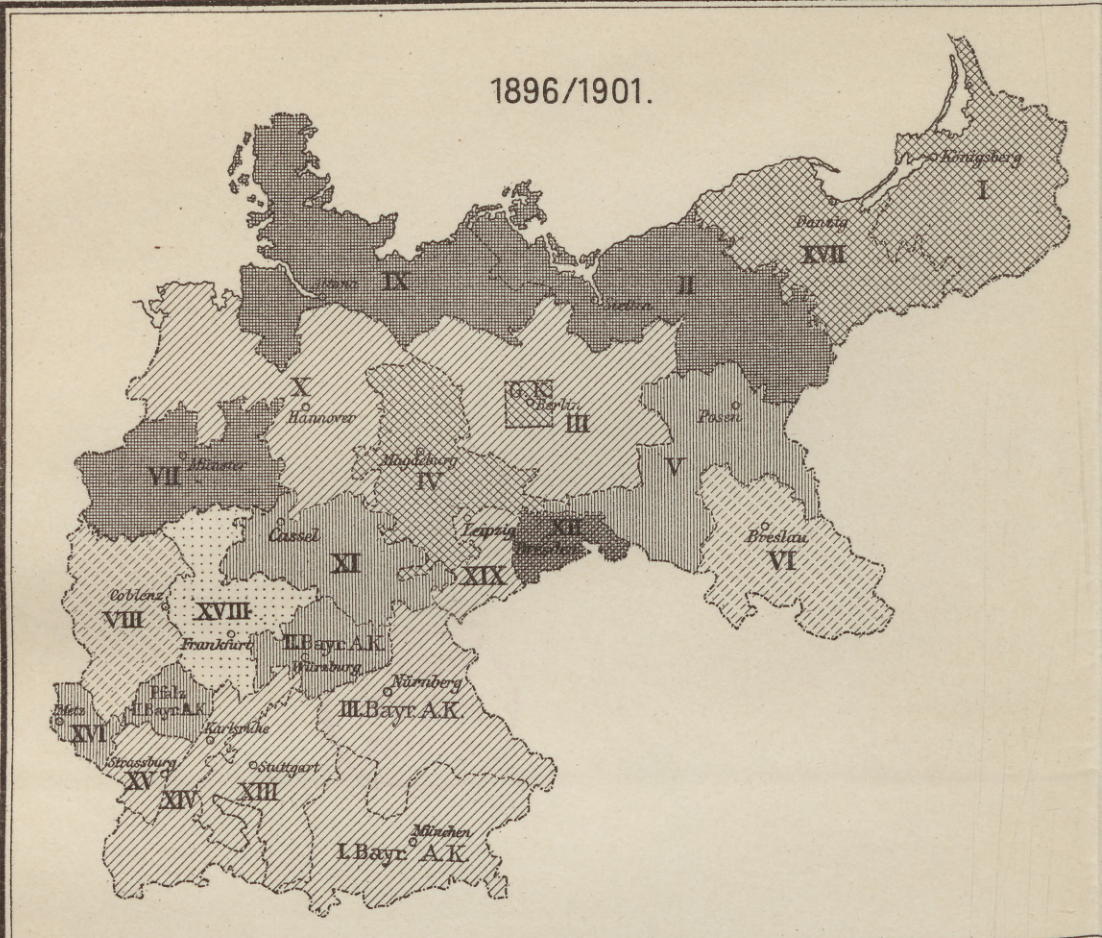 1896/1901.
Königsberg
I
Danzig
XVII
Altona
IX
II
Stettin
X
Hannover
G.K.
Berlin
III
Posen
VII
Münster
Magdeburg
IV
V
Cassel
XI
Leipzig
XIX
XII
Dresden
Breslau
VI
Coblenz
VIII
XVIII
Frankfurt
II.Bayr.A.K.
Würzburg
Metz
XVI
Pfalz
II.Bayr.A.K.
Nürnberg
III.Bayr.A.K.
Karlsruhe
Strassburg
XV
XIV
Stuttgart
XIII
München
I.Bayr. A.K.